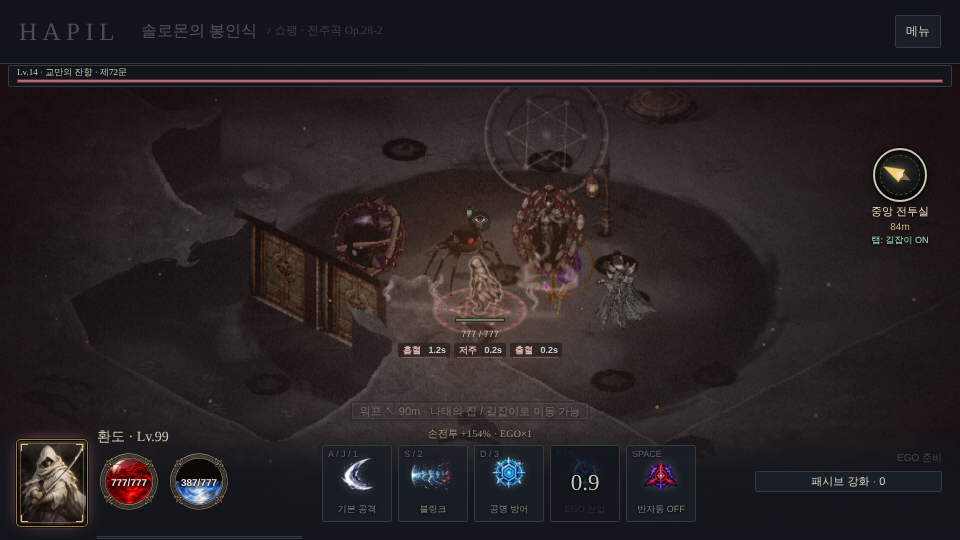 HAPIL
솔로몬의 봉인식 ♪ 쇼팽 · 전주곡 Op.28-2
메뉴
Lv.14 · 교만의 잔향 · 제72문
중앙 전투실
84m
탭: 길잡이 ON
777 / 777
흡혈 1.2s 저주 0.2s 출혈 0.2s
워프 ↖ 90m · 나태의 집 / 길잡이로 이동 가능
손전투 +154% · EGO×1
환도 · Lv.99
777/777
387/777
A / J / 1
기본 공격
S / 2
블링크
D / 3
공명 방어
0.9
EGO 진입
SPACE
반자동 OFF
EGO 준비
패시브 강화 · 0